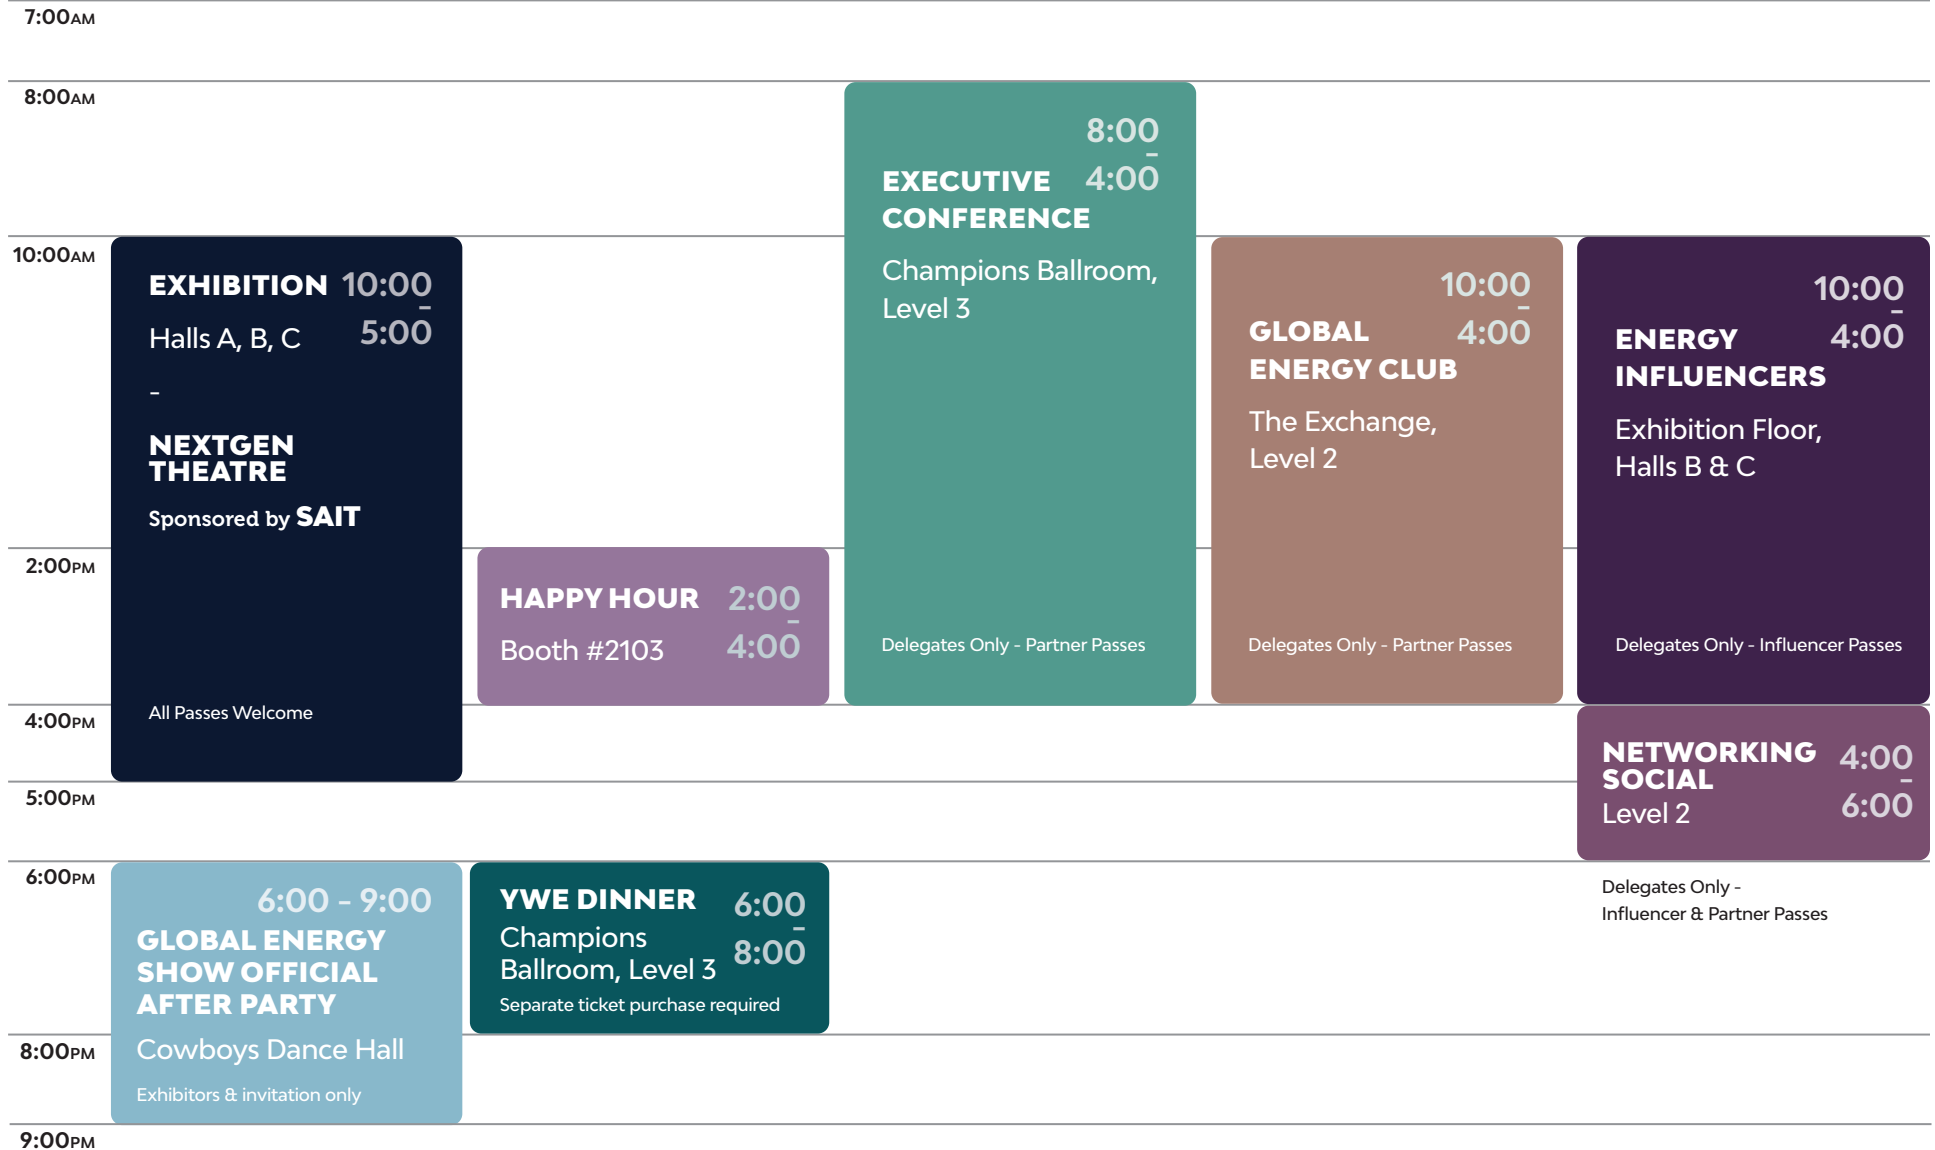 7:00AM
8:00AM
10:00AM
2:00PM
4:00PM
5:00PM
6:00PM
8:00PM
9:00PM
EXHIBITION 10:00
–
Halls A, B, C 5:00
-
NEXTGEN
THEATRE
Sponsored by SAIT
All Passes Welcome
HAPPY HOUR 2:00
–
Booth #2103 4:00
8:00
–
EXECUTIVE 4:00
CONFERENCE
Champions Ballroom,
Level 3
Delegates Only - Partner Passes
10:00
–
GLOBAL 4:00
ENERGY CLUB
The Exchange,
Level 2
Delegates Only - Partner Passes
10:00
–
ENERGY 4:00
INFLUENCERS
Exhibition Floor,
Halls B & C
Delegates Only - Influencer Passes
NETWORKING 4:00
–
SOCIAL
Level 2 6:00
Delegates Only -
Influencer & Partner Passes
6:00 - 9:00
GLOBAL ENERGY
SHOW OFFICIAL
AFTER PARTY
Cowboys Dance Hall
Exhibitors & invitation only
YWE DINNER 6:00
–
Champions
Ballroom, Level 3 8:00
Separate ticket purchase required